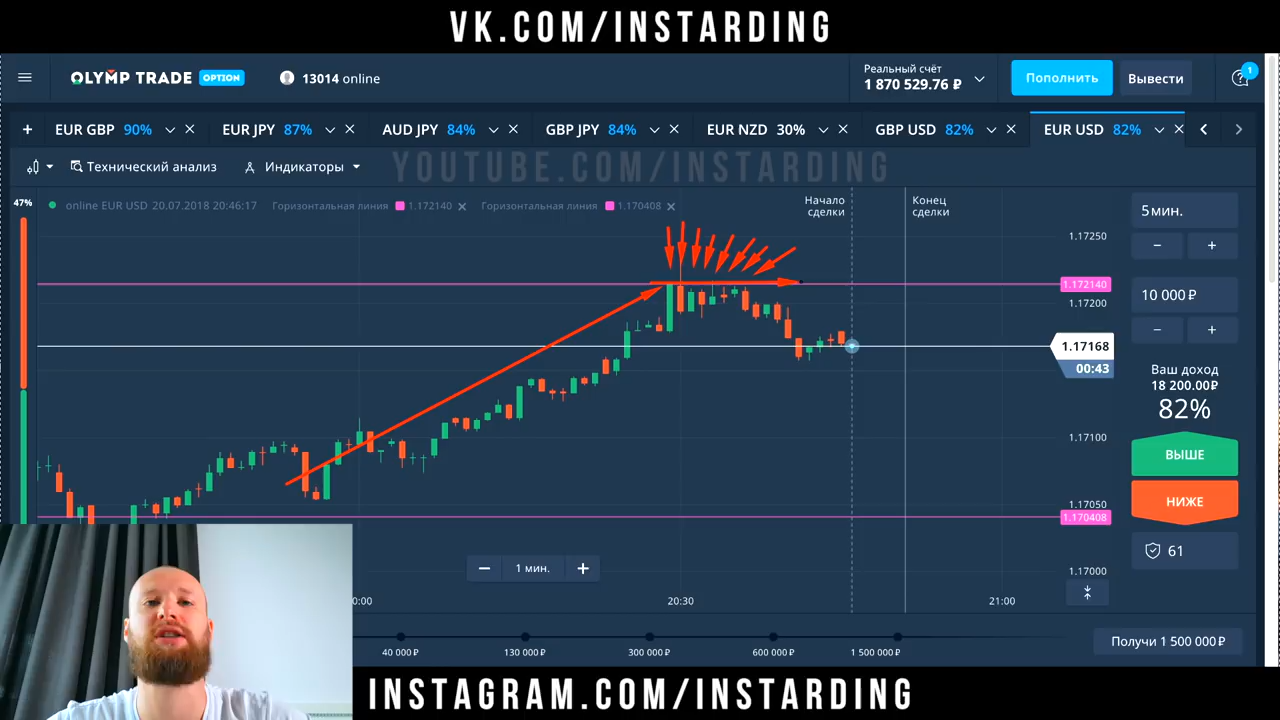 VK.COM/INSTARDING
OLYMP TRADE OPTION
13014 online
Реальный счёт
1 870 529.76 ₽
Пополнить
Вывести
1
EUR GBP 90%
EUR JPY 87%
AUD JPY 84%
GBP JPY 84%
EUR NZD 30%
GBP USD 82%
EUR USD 82%
Технический анализ
Индикаторы
YOUTUBE.COM/INSTARDING
47%
online EUR USD 20.07.2018 20:46:17
Горизонтальная линия 1.172140
Горизонтальная линия 1.170408
Начало
сделки
Конец
сделки
1.17250
1.172140
1.17200
1.17168
00:43
1.17100
1.17050
1.170408
1.17000
5мин.
10 000 ₽
Ваш доход
18 200.00₽
82%
ВЫШЕ
НИЖЕ
61
1 мин.
0:00
20:30
21:00
40 000 ₽
130 000 ₽
300 000 ₽
600 000 ₽
1 500 000 ₽
Получи 1 500 000 ₽
INSTAGRAM.COM/INSTARDING